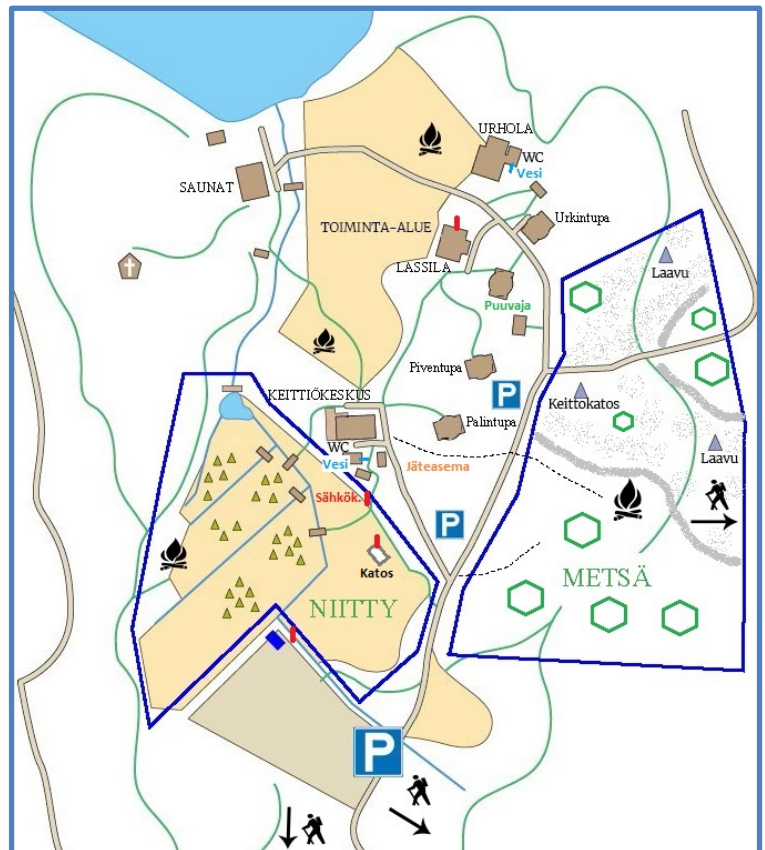 URHOLA
WC
Vesi
SAUNAT
Urkintupa
TOIMINTA-ALUE
LASSILA
Laavu
Puuvaja
Piventupa
P
KEITTIÖKESKUS
Keittokatos
Palintupa
WC
Laavu
Vesi
Jäteasema
Sähkök.
P
Katos
METSÄ
NIITTY
P